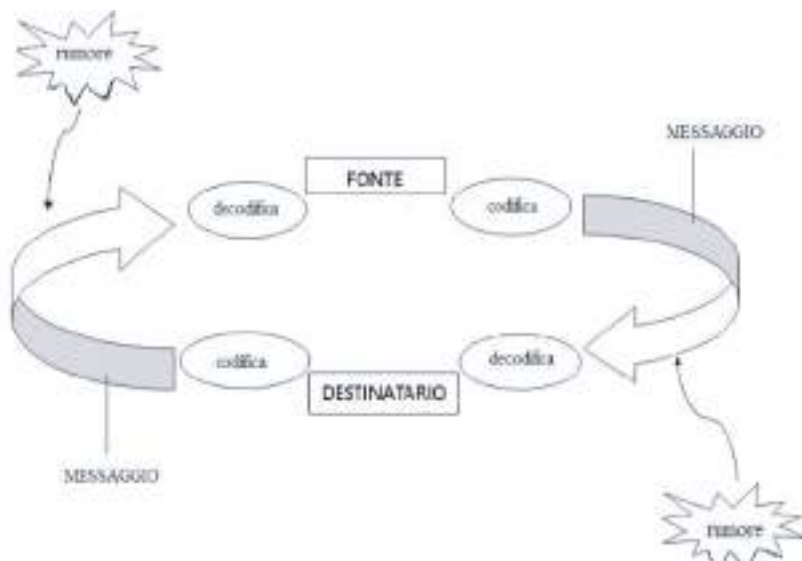 rumore
MESSAGGIO
FONTE
decodifica
codifica
codifica
decodifica
DESTINATARIO
MESSAGGIO
rumore